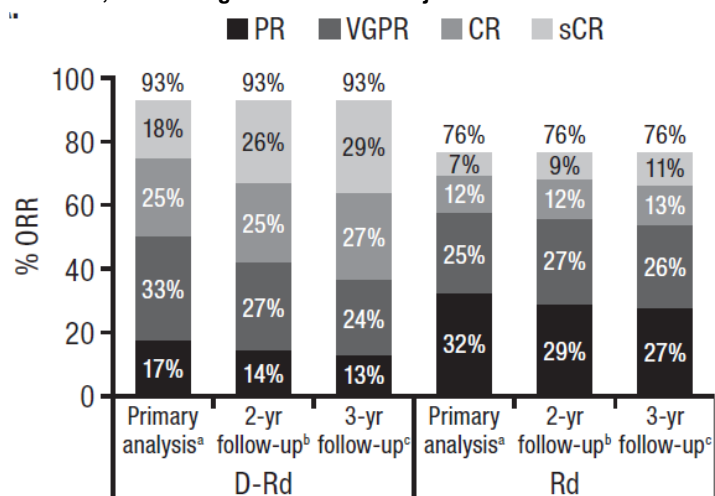 PR VGPR CR sCR
93% 93% 93%
76% 76% 76%
100
80
60
40
20
0
% ORR
18% 26% 29% 7% 9% 11%
25% 25% 27% 12% 12% 13%
33% 27% 24% 25% 27% 26%
17% 14% 13% 32% 29% 27%
Primary 2-yr 3-yr Primary 2-yr 3-yr
analysisᵃ follow-upᵇ follow-upᶜ analysisᵃ follow-upᵇ follow-upᶜ
D-Rd Rd